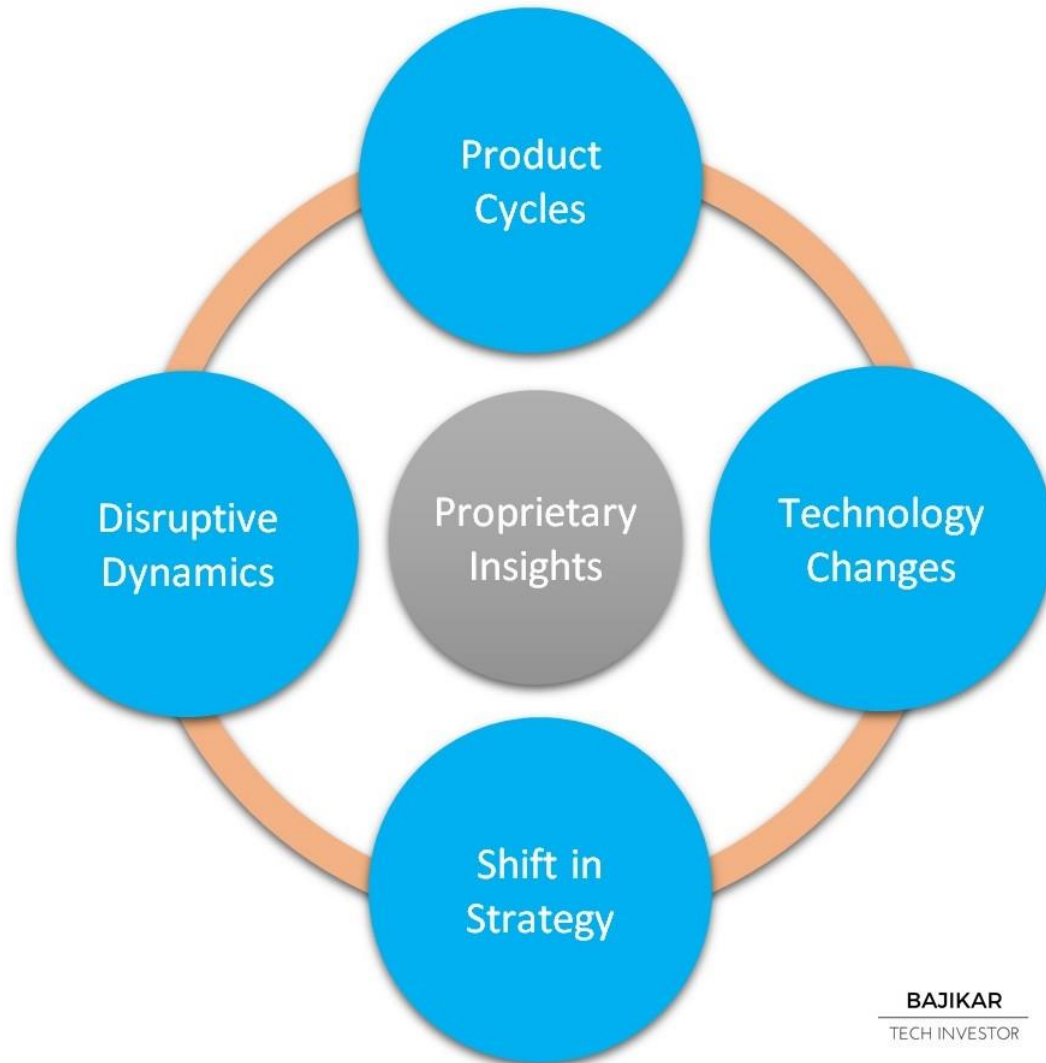 Product
Cycles
Disruptive
Dynamics
Proprietary
Insights
Technology
Changes
Shift in
Strategy
BAJIKAR
TECH INVESTOR